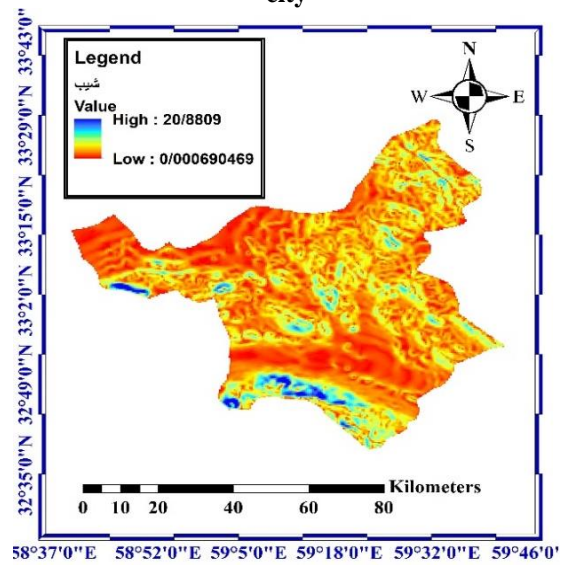 city
Legend
شیب
Value
High : 20/8809
Low : 0/000690469
N
W E
S
33°43'0"
33°29'0"N
33°15'0"N
33°2'0"N
32°49'0"N
32°35'0"N
Kilometers
0 10 20 40 60 80
58°37'0"E 58°52'0"E 59°5'0"E 59°18'0"E 59°32'0"E 59°46'0'